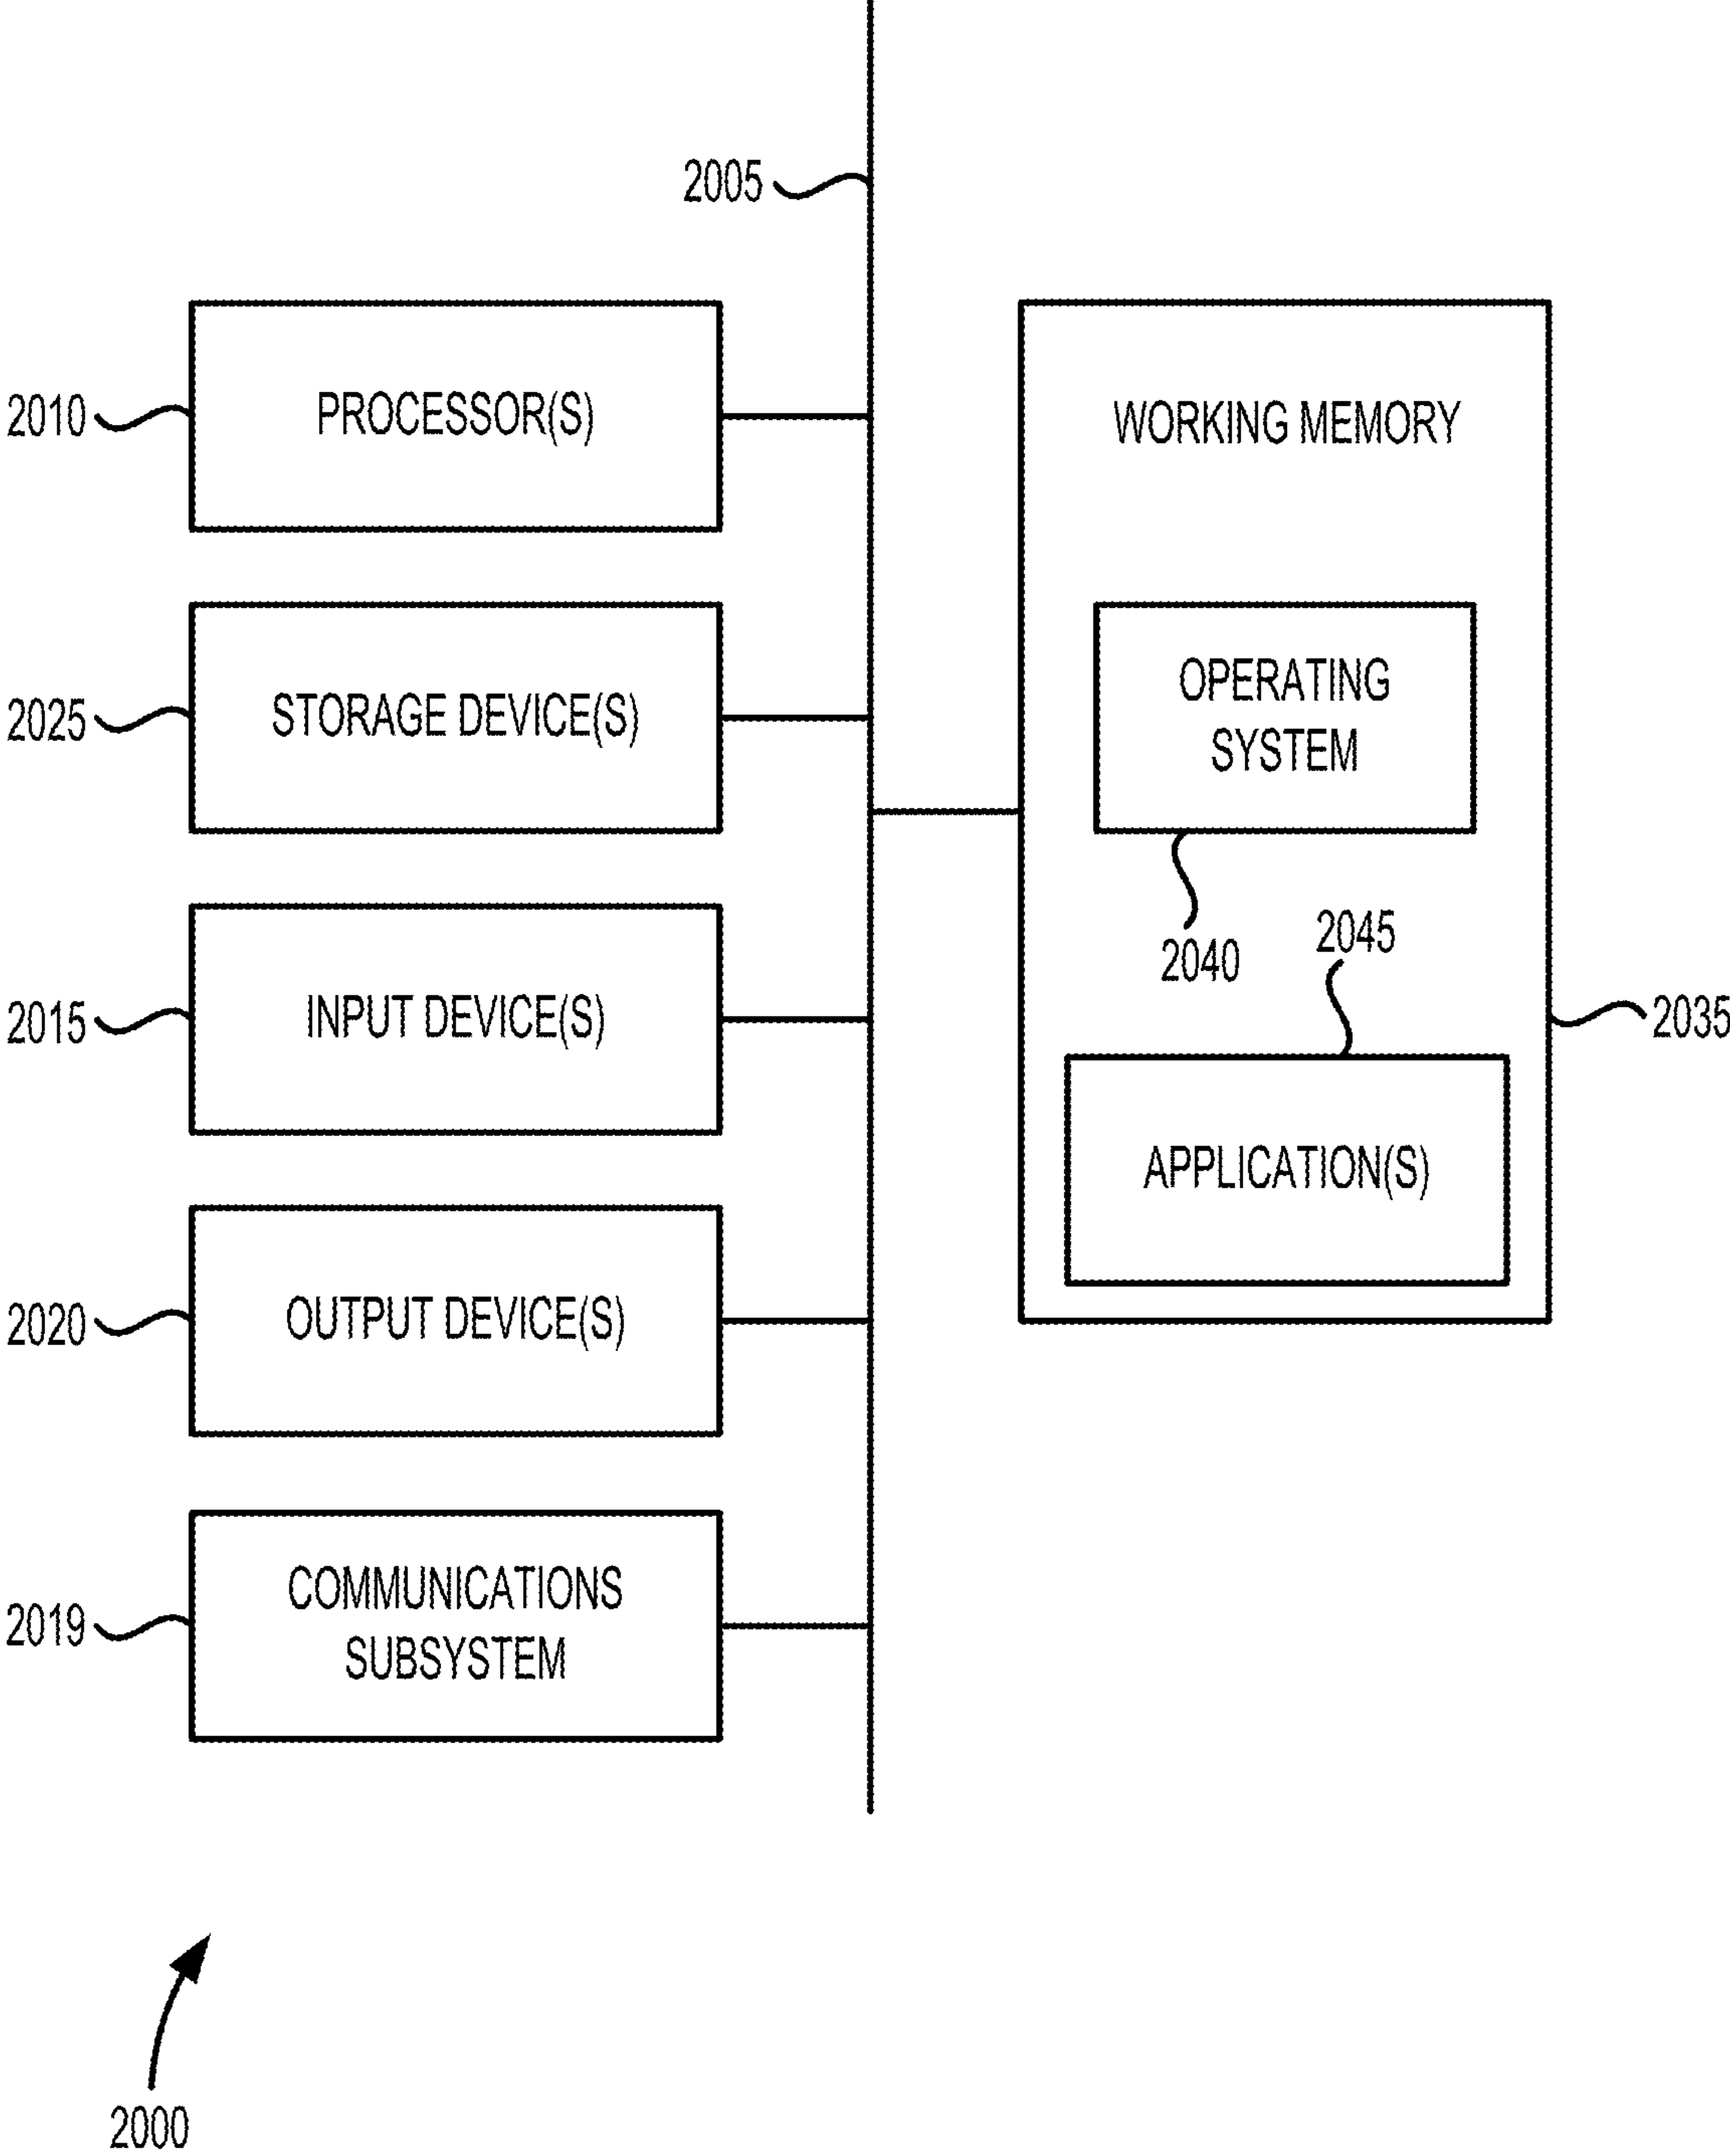 2005
2010
PROCESSOR(S)
WORKING MEMORY
2025
STORAGE DEVICE(S)
OPERATING
SYSTEM
2040
2045
2015
INPUT DEVICE(S)
2035
APPLICATION(S)
2020
OUTPUT DEVICE(S)
2019
COMMUNICATIONS
SUBSYSTEM
2000